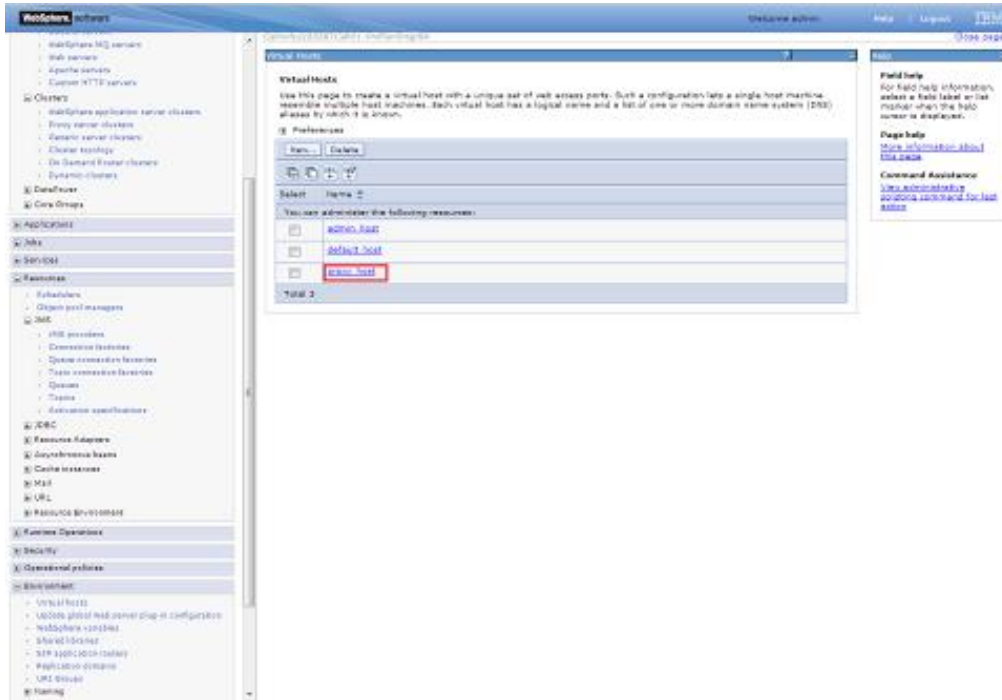 WebSphere. software
Welcome admin
Help | Logout
IBM
WebSphere MQ servers
Web servers
Apache servers
Custom HTTP servers
Clusters
WebSphere application server clusters
Proxy server clusters
Generic server clusters
Cluster topology
On Demand Router clusters
Dynamic clusters
DataPower
Core Groups
Applications
Jobs
Services
Resources
Schedulers
Object pool managers
JMS
JMS providers
Connection factories
Queue connection factories
Topic connection factories
Queues
Topics
Activation specifications
JDBC
Resource Adapters
Asynchronous beans
Cache instances
Mail
URL
Resource Environment
Runtime Operations
Security
Operational policies
Environment
Virtual hosts
Update global Web server plug-in configuration
WebSphere variables
Shared libraries
SIP application routers
Replication domains
URI Groups
Naming
Close page
Virtual Hosts
Virtual Hosts
Use this page to create a virtual host with a unique set of web access ports. Such a configuration lets a single host machine
resemble multiple host machines. Each virtual host has a logical name and a list of one or more domain name system (DNS)
aliases by which it is known.
Preferences
New... Delete
Select Name
You can administer the following resources:
admin_host
default_host
proxy_host
Total 3
Help
Field help
For field help information,
select a field label or list
marker when the help
cursor is displayed.
Page help
More information about
this page
Command Assistance
View administrative
scripting command for last
action